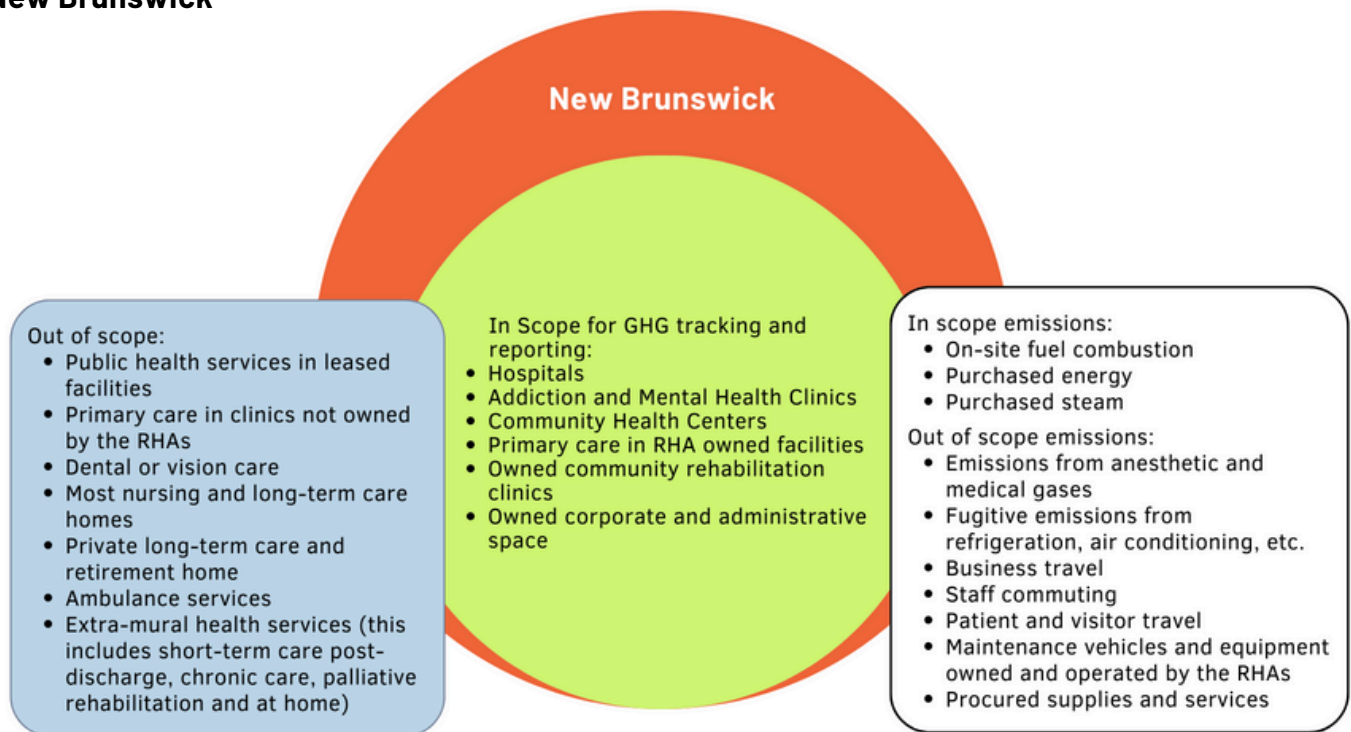 New Brunswick
New Brunswick
Out of scope:
• Public health services in leased
facilities
• Primary care in clinics not owned
by the RHAs
• Dental or vision care
• Most nursing and long-term care
homes
• Private long-term care and
retirement home
• Ambulance services
• Extra-mural health services (this
includes short-term care post-
discharge, chronic care, palliative
rehabilitation and at home)
In Scope for GHG tracking and
reporting:
• Hospitals
• Addiction and Mental Health Clinics
• Community Health Centers
• Primary care in RHA owned facilities
• Owned community rehabilitation
clinics
• Owned corporate and administrative
space
In scope emissions:
• On-site fuel combustion
• Purchased energy
• Purchased steam
Out of scope emissions:
• Emissions from anesthetic and
medical gases
• Fugitive emissions from
refrigeration, air conditioning, etc.
• Business travel
• Staff commuting
• Patient and visitor travel
• Maintenance vehicles and equipment
owned and operated by the RHAs
• Procured supplies and services